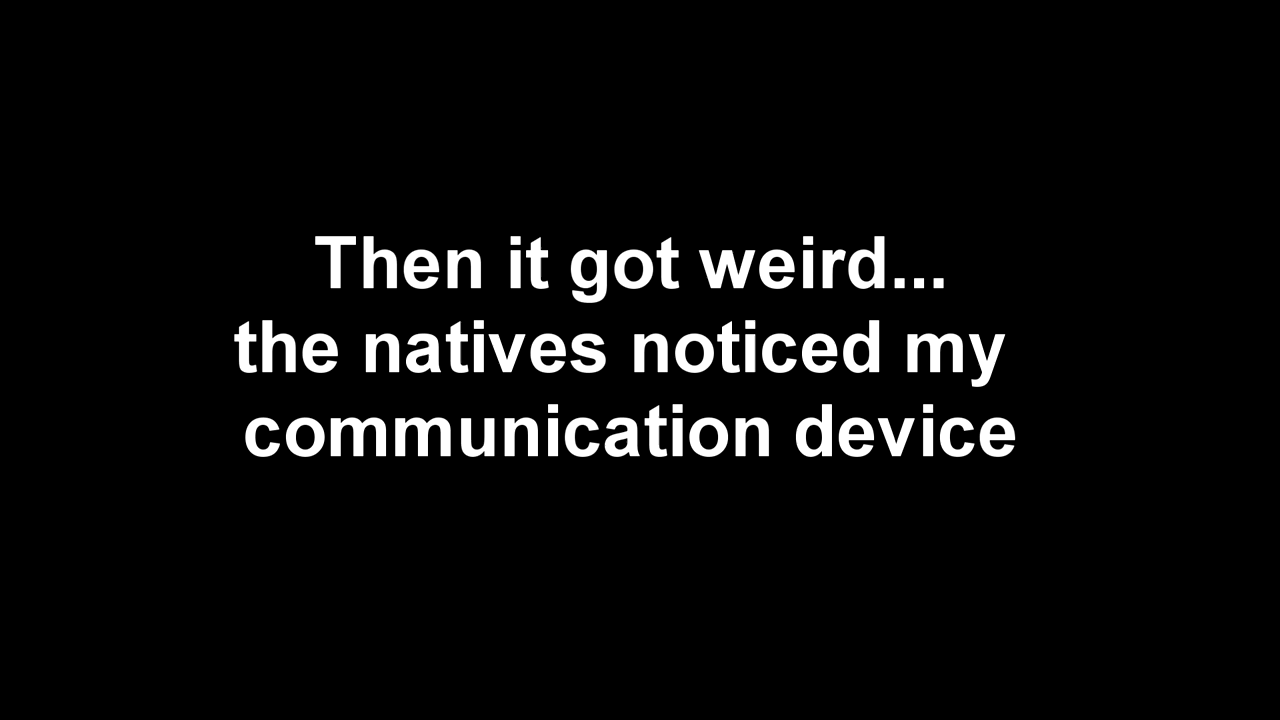 Then it got weird...
the natives noticed my
communication device